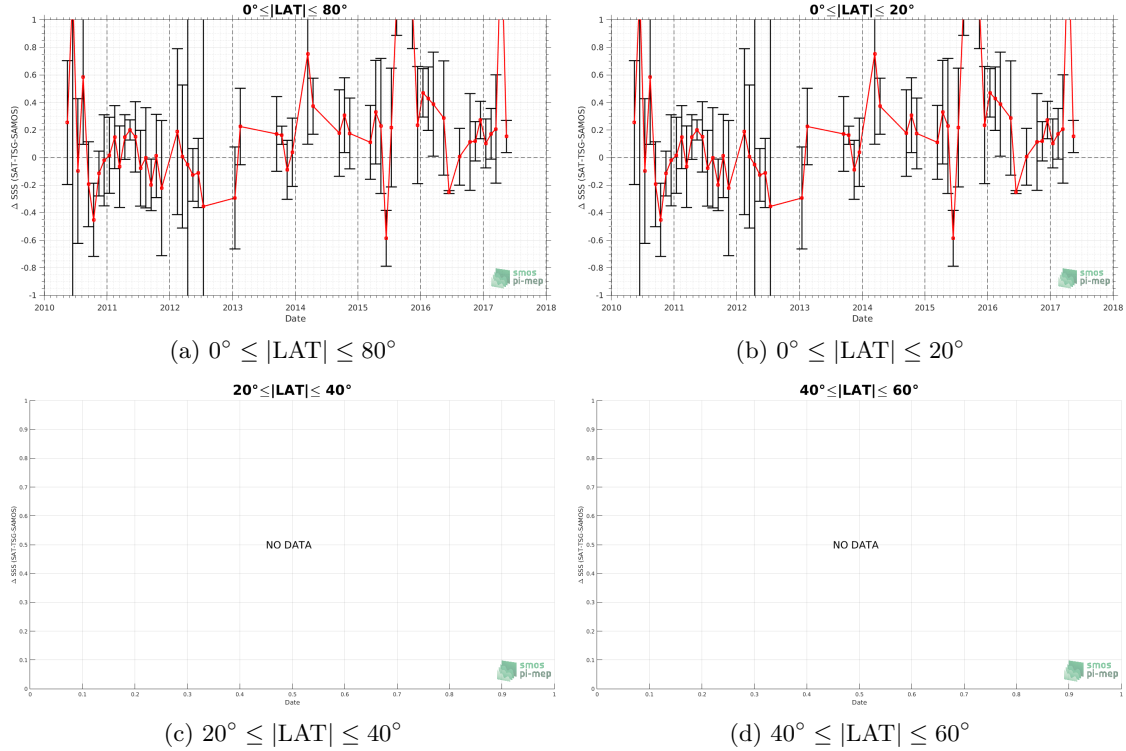 0°≤|LAT|≤ 80°
Δ SSS (SAT-TSG-SAMOS)
1
0.8
0.6
0.4
0.2
0
-0.2
-0.4
-0.6
-0.8
-1
2010 2011 2012 2013 2014 2015 2016 2017 2018
Date
smos
pi-mep
(a) 0° ≤ |LAT| ≤ 80°
0°≤|LAT|≤ 20°
Δ SSS (SAT-TSG-SAMOS)
1
0.8
0.6
0.4
0.2
0
-0.2
-0.4
-0.6
-0.8
-1
2010 2011 2012 2013 2014 2015 2016 2017 2018
Date
smos
pi-mep
(b) 0° ≤ |LAT| ≤ 20°
20°≤|LAT|≤ 40°
Δ SSS (SAT-TSG-SAMOS)
1
0.9
0.8
0.7
0.6
0.5
0.4
0.3
0.2
0.1
0
NO DATA
0 0.1 0.2 0.3 0.4 0.5 0.6 0.7 0.8 0.9 1
Date
smos
pi-mep
(c) 20° ≤ |LAT| ≤ 40°
40°≤|LAT|≤ 60°
Δ SSS (SAT-TSG-SAMOS)
1
0.9
0.8
0.7
0.6
0.5
0.4
0.3
0.2
0.1
0
NO DATA
0 0.1 0.2 0.3 0.4 0.5 0.6 0.7 0.8 0.9 1
Date
smos
pi-mep
(d) 40° ≤ |LAT| ≤ 60°